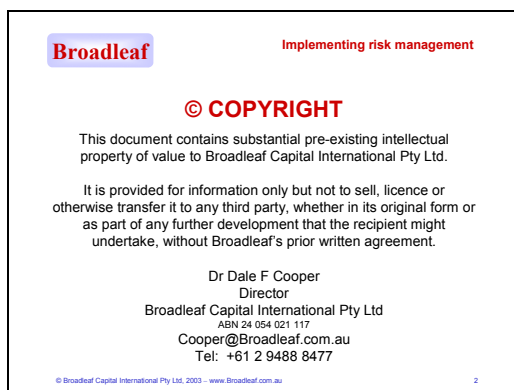 Broadleaf
Implementing risk management
© COPYRIGHT
This document contains substantial pre-existing intellectual
property of value to Broadleaf Capital International Pty Ltd.
It is provided for information only but not to sell, licence or
otherwise transfer it to any third party, whether in its original form or
as part of any further development that the recipient might
undertake, without Broadleaf's prior written agreement.
Dr Dale F Cooper
Director
Broadleaf Capital International Pty Ltd
ABN 24 054 021 117
Cooper@Broadleaf.com.au
Tel: +61 2 9488 8477
© Broadleaf Capital International Pty Ltd, 2003 – www.Broadleaf.com.au 2